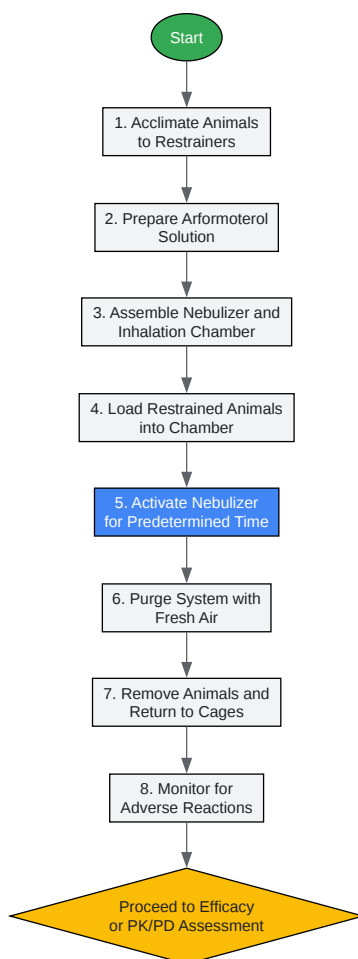 Start
1. Acclimate Animals
to Restrainers
2. Prepare Arformoterol
Solution
3. Assemble Nebulizer and
Inhalation Chamber
4. Load Restrained Animals
into Chamber
5. Activate Nebulizer
for Predetermined Time
6. Purge System with
Fresh Air
7. Remove Animals and
Return to Cages
8. Monitor for
Adverse Reactions
Proceed to Efficacy
or PK/PD Assessment